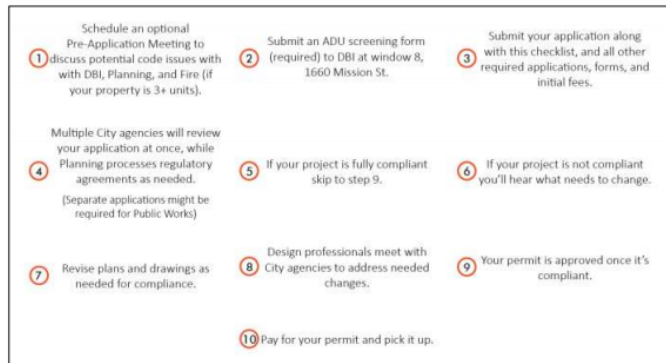 1
Schedule an optional
Pre-Application Meeting to
discuss potential code issues with
with DBI, Planning, and Fire (if
your property is 3+ units).
2
Submit an ADU screening form
(required) to DBI at window 8,
1660 Mission St.
3
Submit your application along
with this checklist, and all other
required applications, forms, and
initial fees.
4
Multiple City agencies will review
your application at once, while
Planning processes regulatory
agreements as needed.
(Separate applications might be
required for Public Works)
5
If your project is fully compliant
skip to step 9.
6
If your project is not compliant
you'll hear what needs to change.
7
Revise plans and drawings as
needed for compliance.
8
Design professionals meet with
City agencies to address needed
changes.
9
Your permit is approved once it's
compliant.
10 Pay for your permit and pick it up.